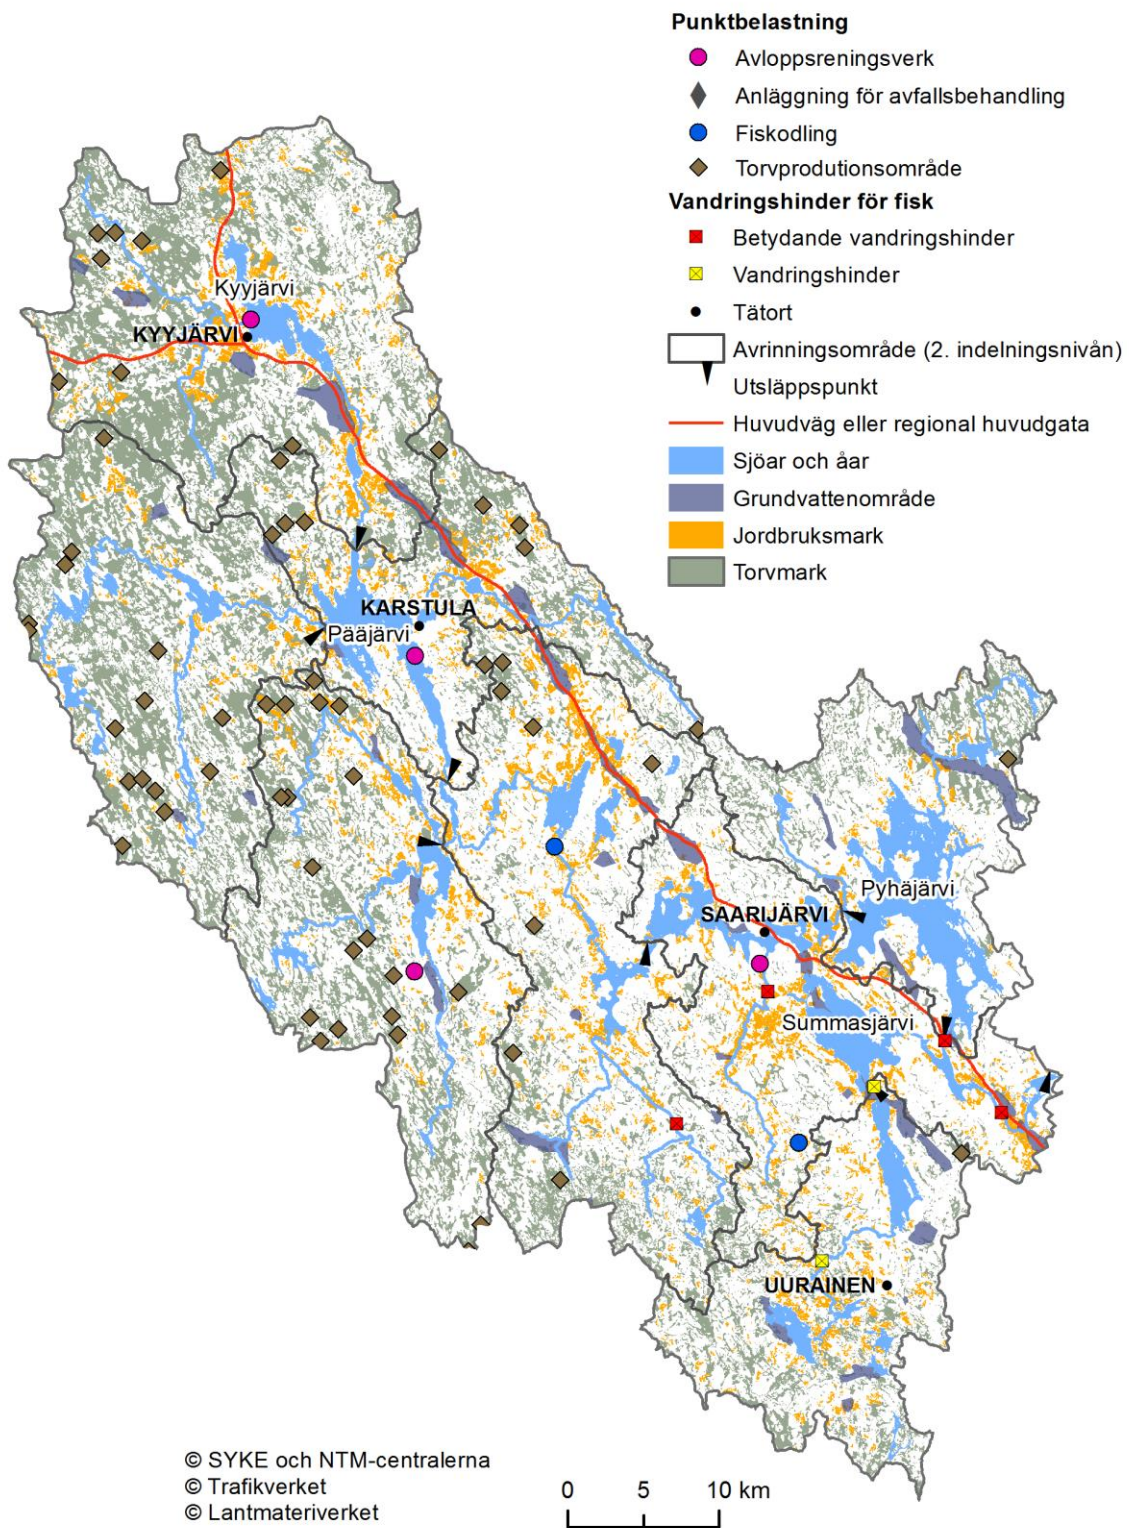 Punktbelastning
Avloppsreningsverk
Anläggning för avfallsbehandling
Fiskodling
Torvprodutionsområde
Vandringshinder för fisk
Betydande vandringshinder
Vandringshinder
Tätort
Avrinningsområde (2. indelningsnivån)
Utsläppspunkt
Huvudväg eller regional huvudgata
Sjöar och åar
Grundvattenområde
Jordbruksmark
Torvmark
Kyyjärvi
KYYJÄRVI
KARSTULA
Pääjärvi
Pyhäjärvi
SAARIJÄRVI
Summasjärvi
UURAINEN
© SYKE och NTM-centralerna
© Trafikverket
© Lantmateriverket
0 5 10 km